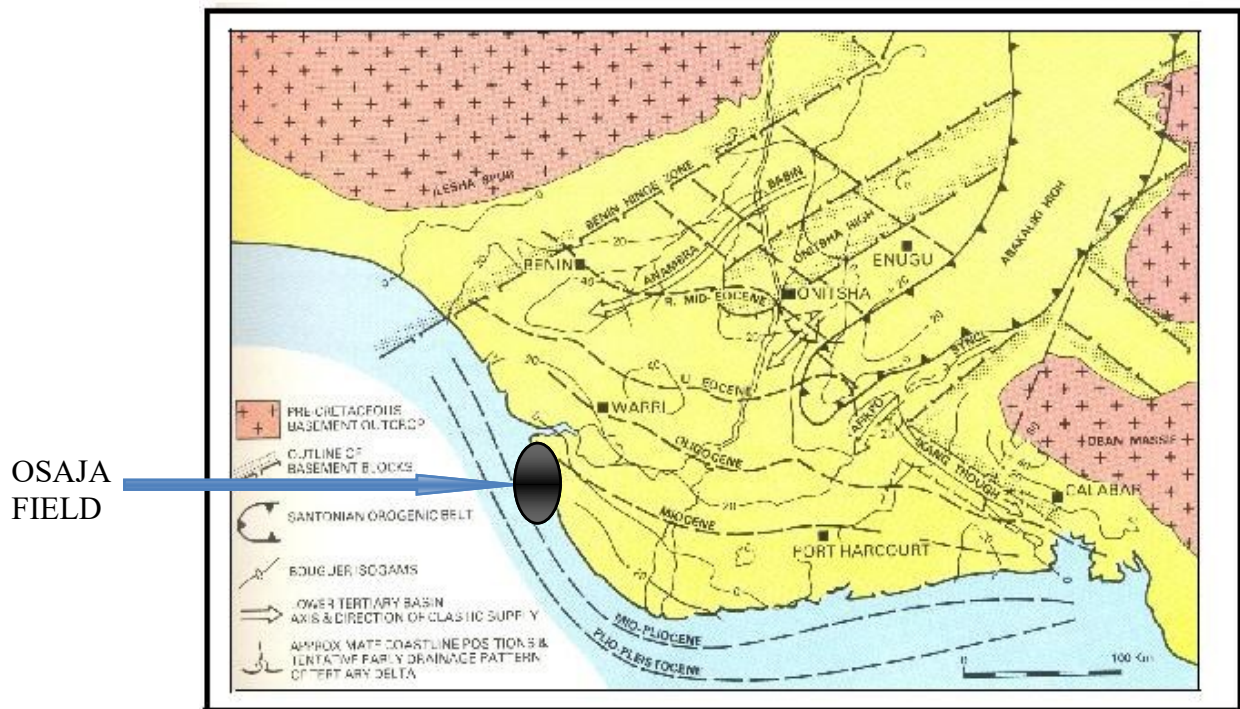 OSAJA
FIELD
ILESHA SPUR
BENIN HINGE ZONE
ANAMBRA BASIN
ONITSHA HIGH
ABAKALIKI HIGH
BENIN
ENUGU
ONITSHA
MID-EOCENE
U. EOCENE
WARRI
OLIGOCENE
AFIKPO
SYNCL
IKANG THOUGH
OBAN MASSIF
CALABAR
MIOCENE
PORT HARCOURT
MIO-PLIOCENE
PLIO-PLEISTOCENE
0 100 Km
PRE-CRETACEOUS
BASEMENT OUTCROP
OUTLINE OF
BASEMENT BLOCKS
SANTONIAN OROGENIC BELT
BOUGUER ISOGAMS
LOWER TERTIARY BASIN
AXIS & DIRECTION OF CLASTIC SUPPLY
APPROXIMATE COASTLINE POSITIONS &
TENTATIVE EARLY DRAINAGE PATTERN
OF TERTIARY DELTA